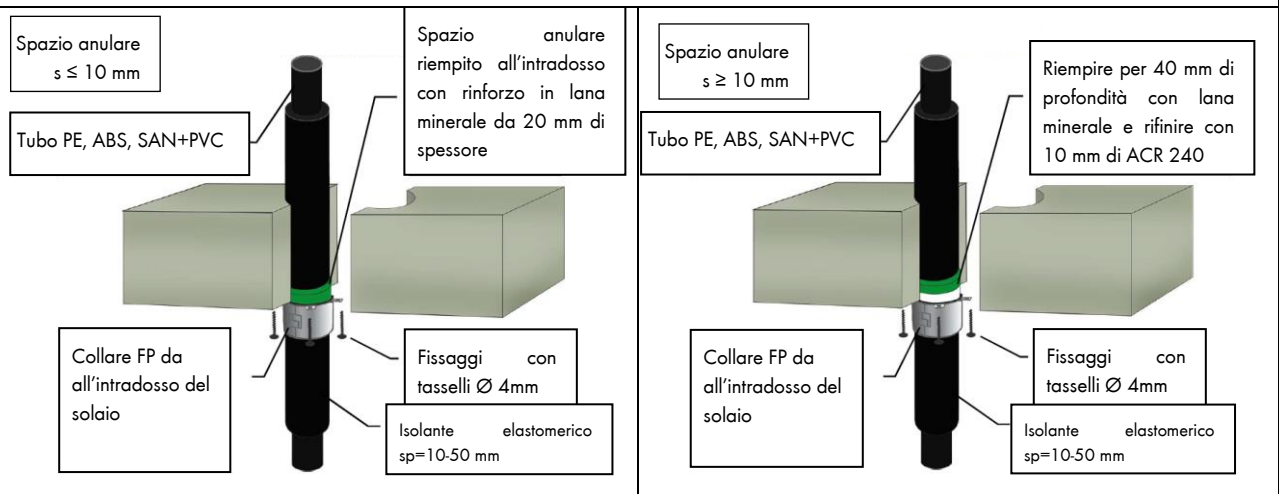 Spazio anulare
s ≤ 10 mm
Tubo PE, ABS, SAN+PVC
Spazio anulare
riempito all’intradosso
con rinforzo in lana
minerale da 20 mm di
spessore
Collare FP da
all’intradosso del
solaio
Fissaggi con
tasselli Ø 4mm
Isolante elastomerico
sp=10-50 mm
Spazio anulare
s ≥ 10 mm
Tubo PE, ABS, SAN+PVC
Riempire per 40 mm di
profondità con lana
minerale e rifinire con
10 mm di ACR 240
Collare FP da
all’intradosso del
solaio
Fissaggi con
tasselli Ø 4mm
Isolante elastomerico
sp=10-50 mm